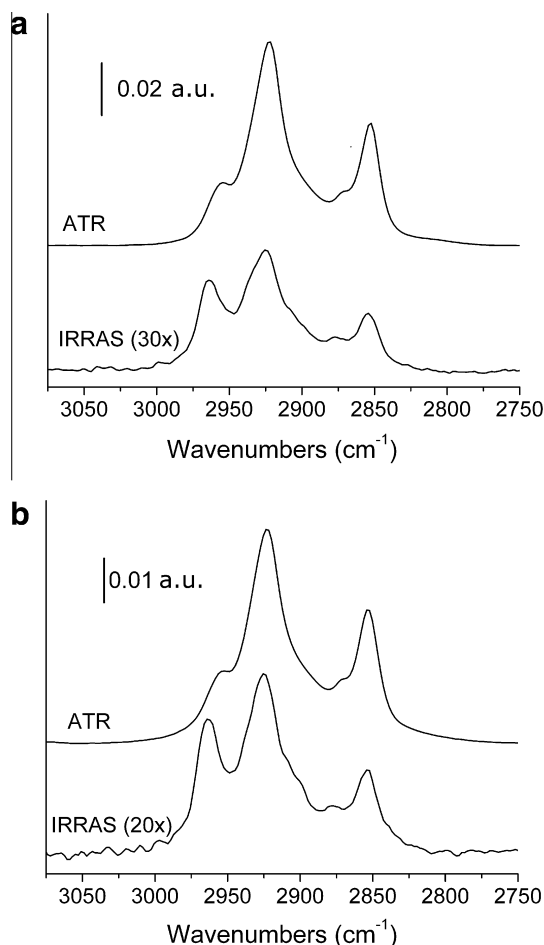 a
0.02 a.u.
ATR
IRRAS (30x)
3050 3000 2950 2900 2850 2800 2750
Wavenumbers (cm⁻¹)
b
0.01 a.u.
ATR
IRRAS (20x)
3050 3000 2950 2900 2850 2800 2750
Wavenumbers (cm⁻¹)